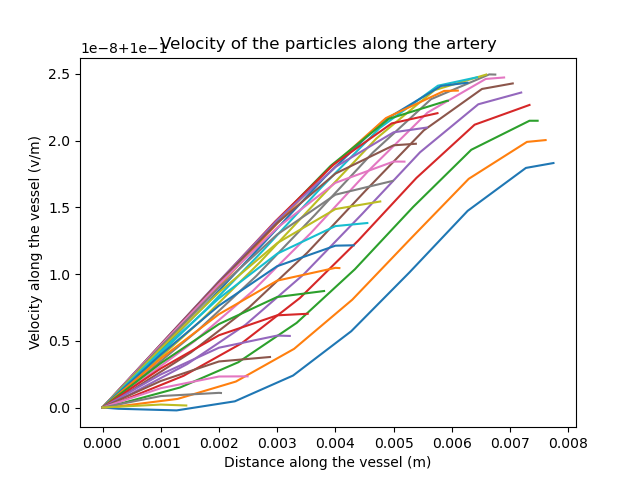 Velocity of the particles along the artery
1e−8+1e−1
2.5
2.0
1.5
1.0
0.5
0.0
Velocity along the vessel (v/m)
0.000 0.001 0.002 0.003 0.004 0.005 0.006 0.007 0.008
Distance along the vessel (m)